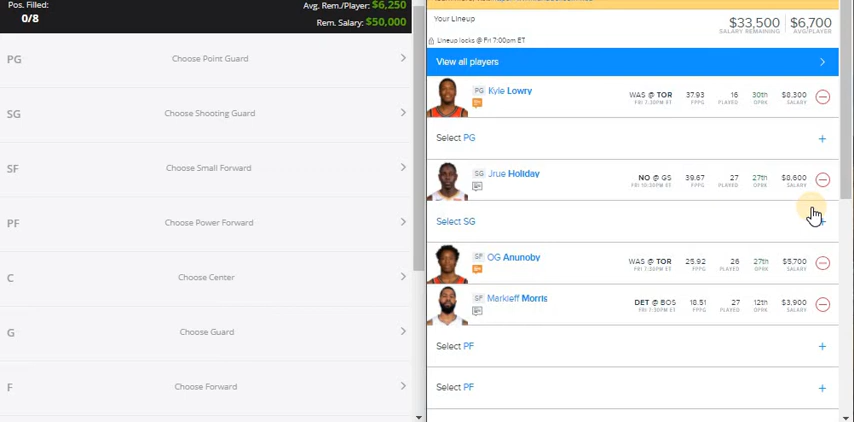 Pos. Filled:
0/8
Avg. Rem./Player: $6,250
Rem. Salary: $50,000
PG
Choose Point Guard
SG
Choose Shooting Guard
SF
Choose Small Forward
PF
Choose Power Forward
C
Choose Center
G
Choose Guard
F
Choose Forward
Your Lineup
$33,500
SALARY REMAINING
$6,700
AVG/PLAYER
Lineup locks @ Fri 7:00am ET
View all players
PG Kyle Lowry
WAS @ TOR 37.93 16 30th $8,300
FRI 7:30PM ET FPPG PLAYED OPRK SALARY
Select PG +
SG Jrue Holiday
NO @ GS 39.67 27 27th $8,600
FRI 10:30PM ET FPPG PLAYED OPRK SALARY
Select SG +
SF OG Anunoby
WAS @ TOR 25.92 26 27th $5,700
FRI 7:30PM ET FPPG PLAYED OPRK SALARY
SF Markieff Morris
DET @ BOS 18.51 27 12th $3,900
FRI 7:30PM ET FPPG PLAYED OPRK SALARY
Select PF +
Select PF +